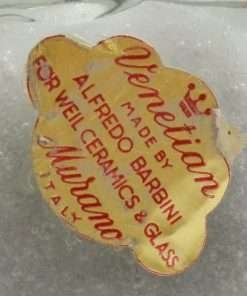 Venetian
MADE BY
ALFREDO BARBINI
FOR WEIL CERAMICS & GLASS
Murano
ITALY